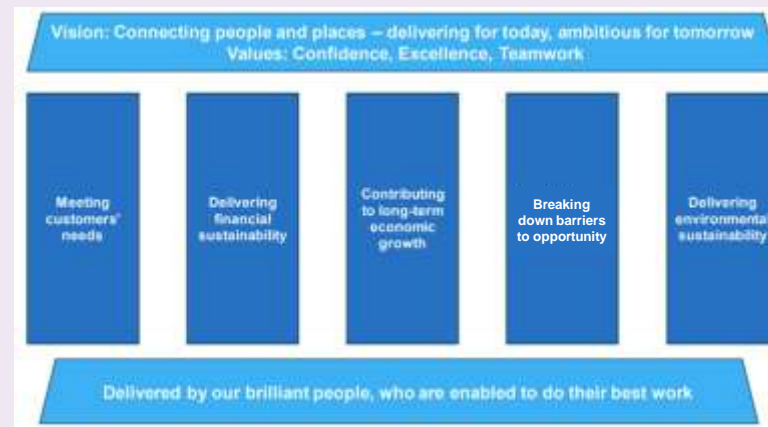 Vision: Connecting people and places – delivering for today, ambitious for tomorrow
Values: Confidence, Excellence, Teamwork
Meeting
customers'
needs
Delivering
financial
sustainability
Contributing
to long-term
economic
growth
Breaking
down barriers
to opportunity
Delivering
environmental
sustainability
Delivered by our brilliant people, who are enabled to do their best work